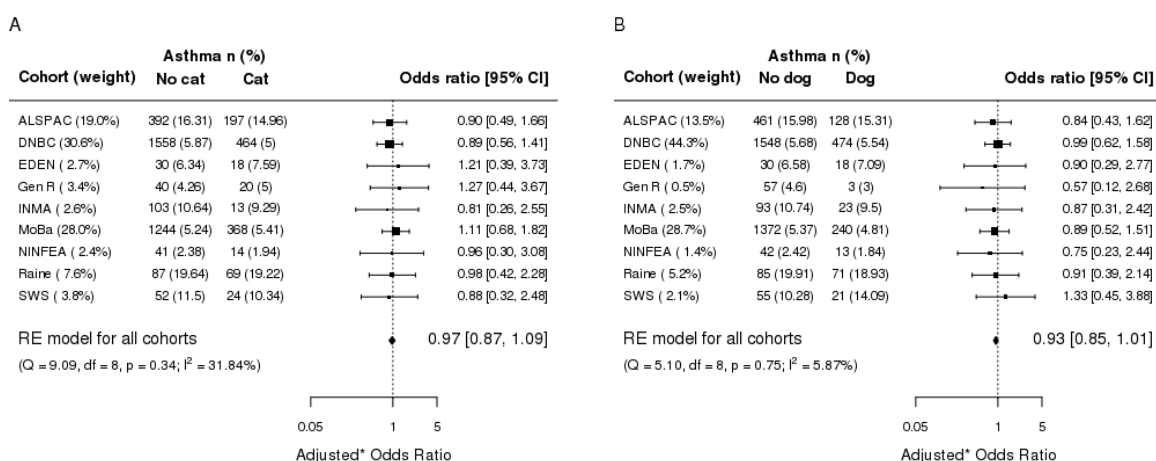 A
Asthma n (%)
Cohort (weight) No cat Cat Odds ratio [95% CI]
ALSPAC (19.0%) 392 (16.31) 197 (14.96) 0.90 [0.49, 1.66]
DNBC (30.6%) 1558 (5.87) 464 (5) 0.89 [0.56, 1.41]
EDEN ( 2.7%) 30 (6.34) 18 (7.59) 1.21 [0.39, 3.73]
Gen R ( 3.4%) 40 (4.26) 20 (5) 1.27 [0.44, 3.67]
INMA ( 2.6%) 103 (10.64) 13 (9.29) 0.81 [0.26, 2.55]
MoBa (28.0%) 1244 (5.24) 368 (5.41) 1.11 [0.68, 1.82]
NINFEA ( 2.4%) 41 (2.38) 14 (1.94) 0.96 [0.30, 3.08]
Raine ( 7.6%) 87 (19.64) 69 (19.22) 0.98 [0.42, 2.28]
SWS ( 3.8%) 52 (11.5) 24 (10.34) 0.88 [0.32, 2.48]
RE model for all cohorts 0.97 [0.87, 1.09]
(Q = 9.09, df = 8, p = 0.34; I² = 31.84%)
0.05 1 5
Adjusted* Odds Ratio
B
Asthma n (%)
Cohort (weight) No dog Dog Odds ratio [95% CI]
ALSPAC (13.5%) 461 (15.98) 128 (15.31) 0.84 [0.43, 1.62]
DNBC (44.3%) 1548 (5.68) 474 (5.54) 0.99 [0.62, 1.58]
EDEN ( 1.7%) 30 (6.58) 18 (7.09) 0.90 [0.29, 2.77]
Gen R ( 0.5%) 57 (4.6) 3 (3) 0.57 [0.12, 2.68]
INMA ( 2.5%) 93 (10.74) 23 (9.5) 0.87 [0.31, 2.42]
MoBa (28.7%) 1372 (5.37) 240 (4.81) 0.89 [0.52, 1.51]
NINFEA ( 1.4%) 42 (2.42) 13 (1.84) 0.75 [0.23, 2.44]
Raine ( 5.2%) 85 (19.91) 71 (18.93) 0.91 [0.39, 2.14]
SWS ( 2.1%) 55 (10.28) 21 (14.09) 1.33 [0.45, 3.88]
RE model for all cohorts 0.93 [0.85, 1.01]
(Q = 5.10, df = 8, p = 0.75; I² = 5.87%)
0.05 1 5
Adjusted* Odds Ratio